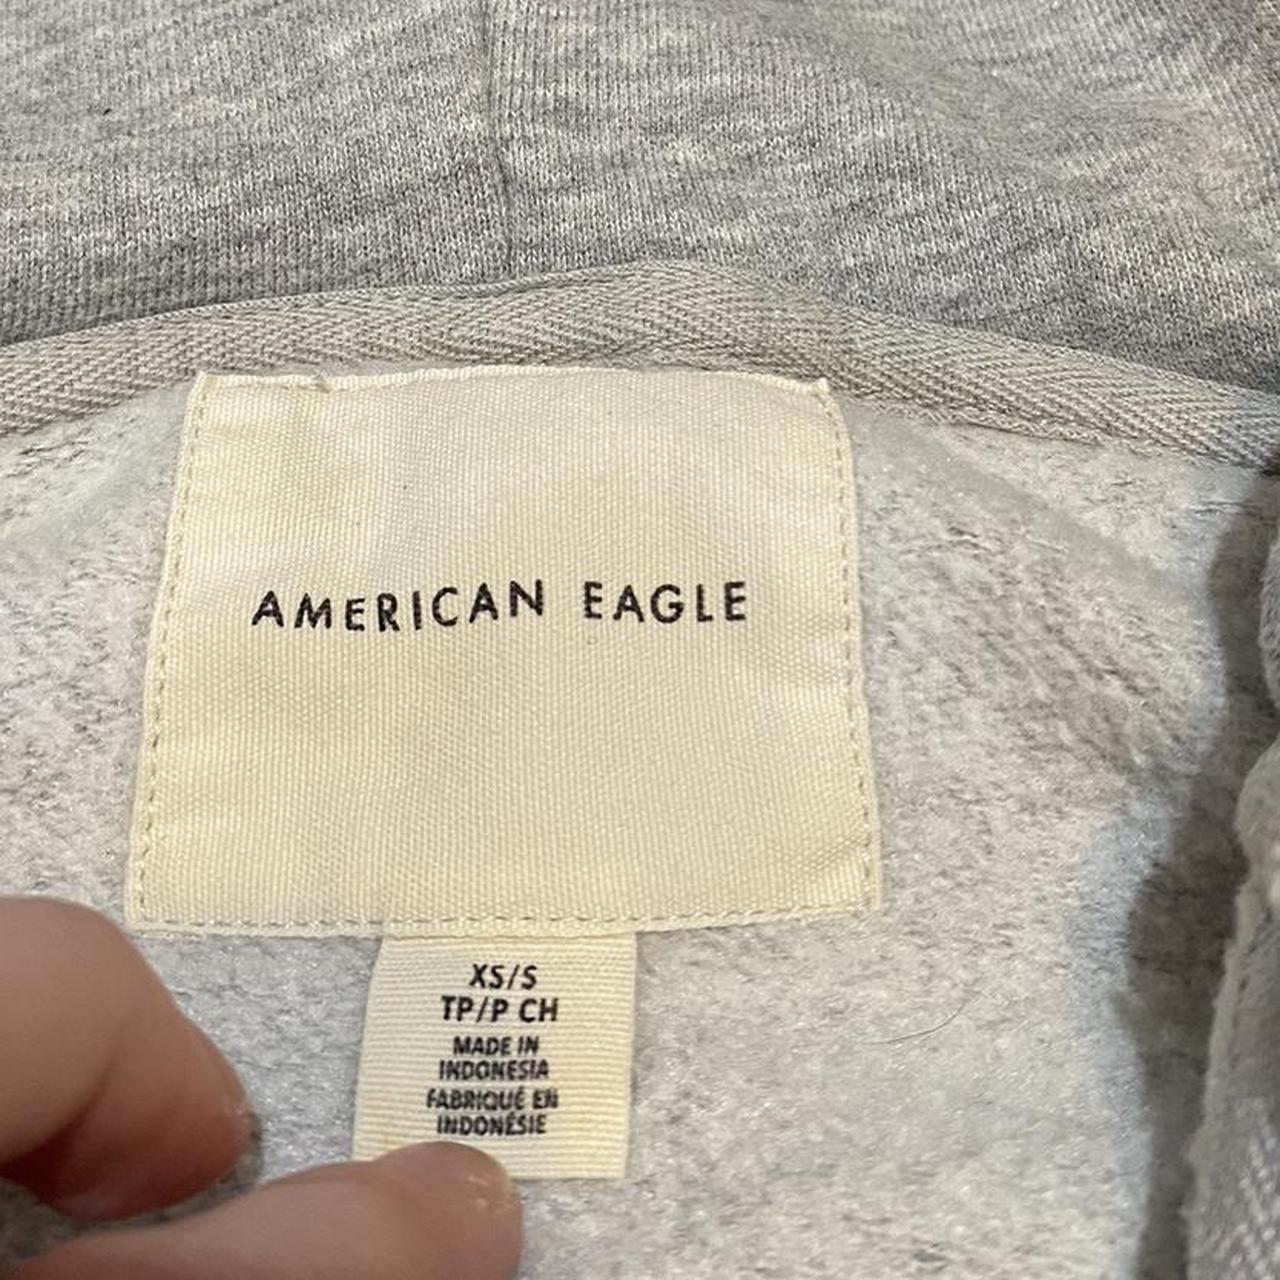 AMERICAN EAGLE
XS/S
TP/P CH
MADE IN
INDONESIA
FABRIQUÉ EN
INDONÉSIE